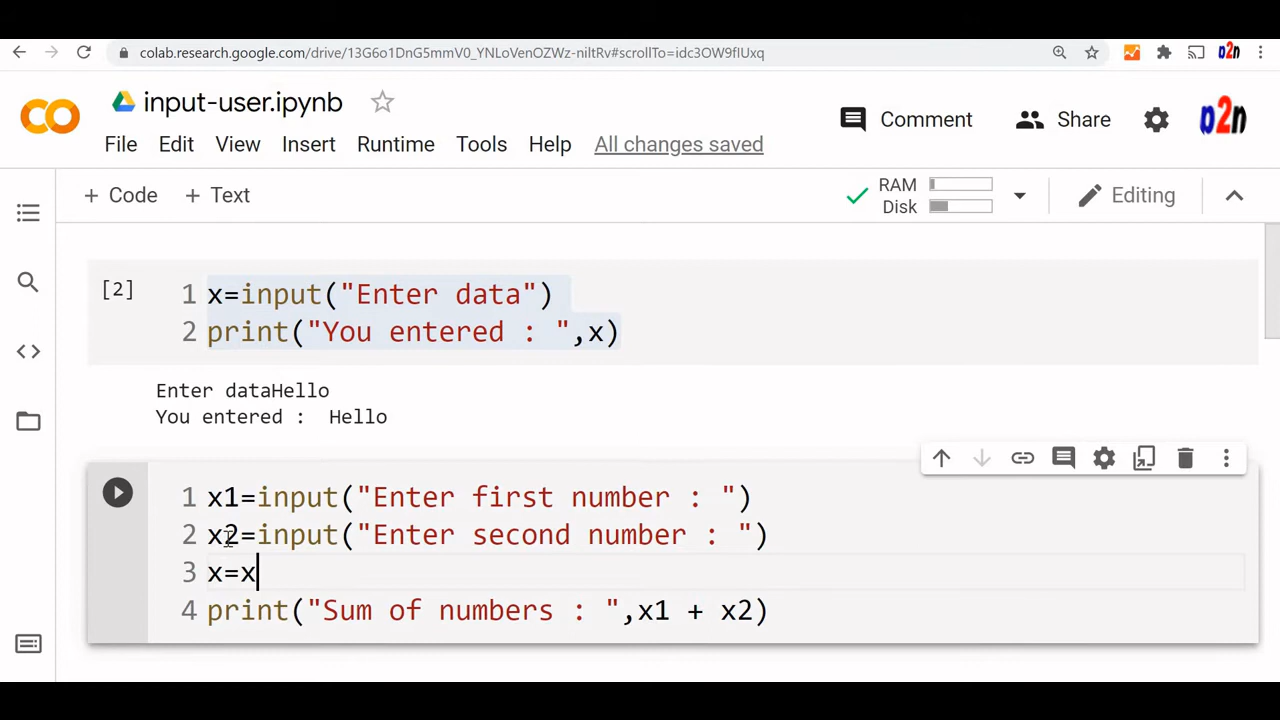 colab.research.google.com/drive/13G6o1DnG5mmV0_YNLoVenOZWz-niltRv#scrollTo=idc3OW9fIUxq
o2n
input-user.ipynb
Comment
Share
o2n
File Edit View Insert Runtime Tools Help All changes saved
+ Code + Text
RAM
Disk
Editing
[2]
1 x=input("Enter data")
2 print("You entered : ",x)
Enter dataHello
You entered :  Hello
1 x1=input("Enter first number : ")
2 x2=input("Enter second number : ")
3 x=x
4 print("Sum of numbers : ",x1 + x2)